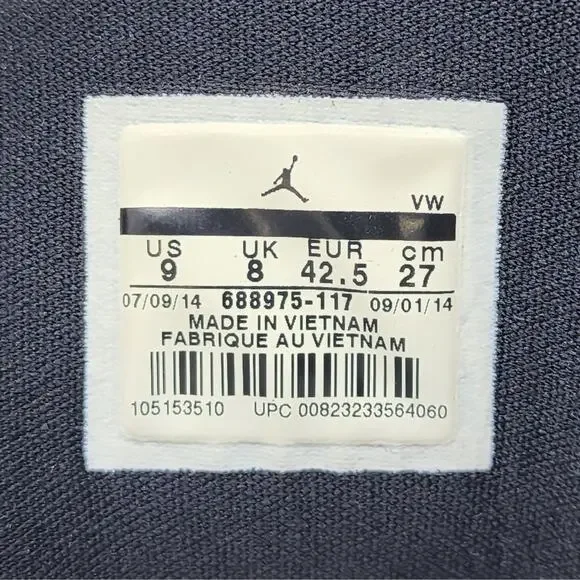 VW
US UK EUR cm
9 8 42.5 27
07/09/14 688975-117 09/01/14
MADE IN VIETNAM
FABRIQUE AU VIETNAM
105153510 UPC 00823233564060